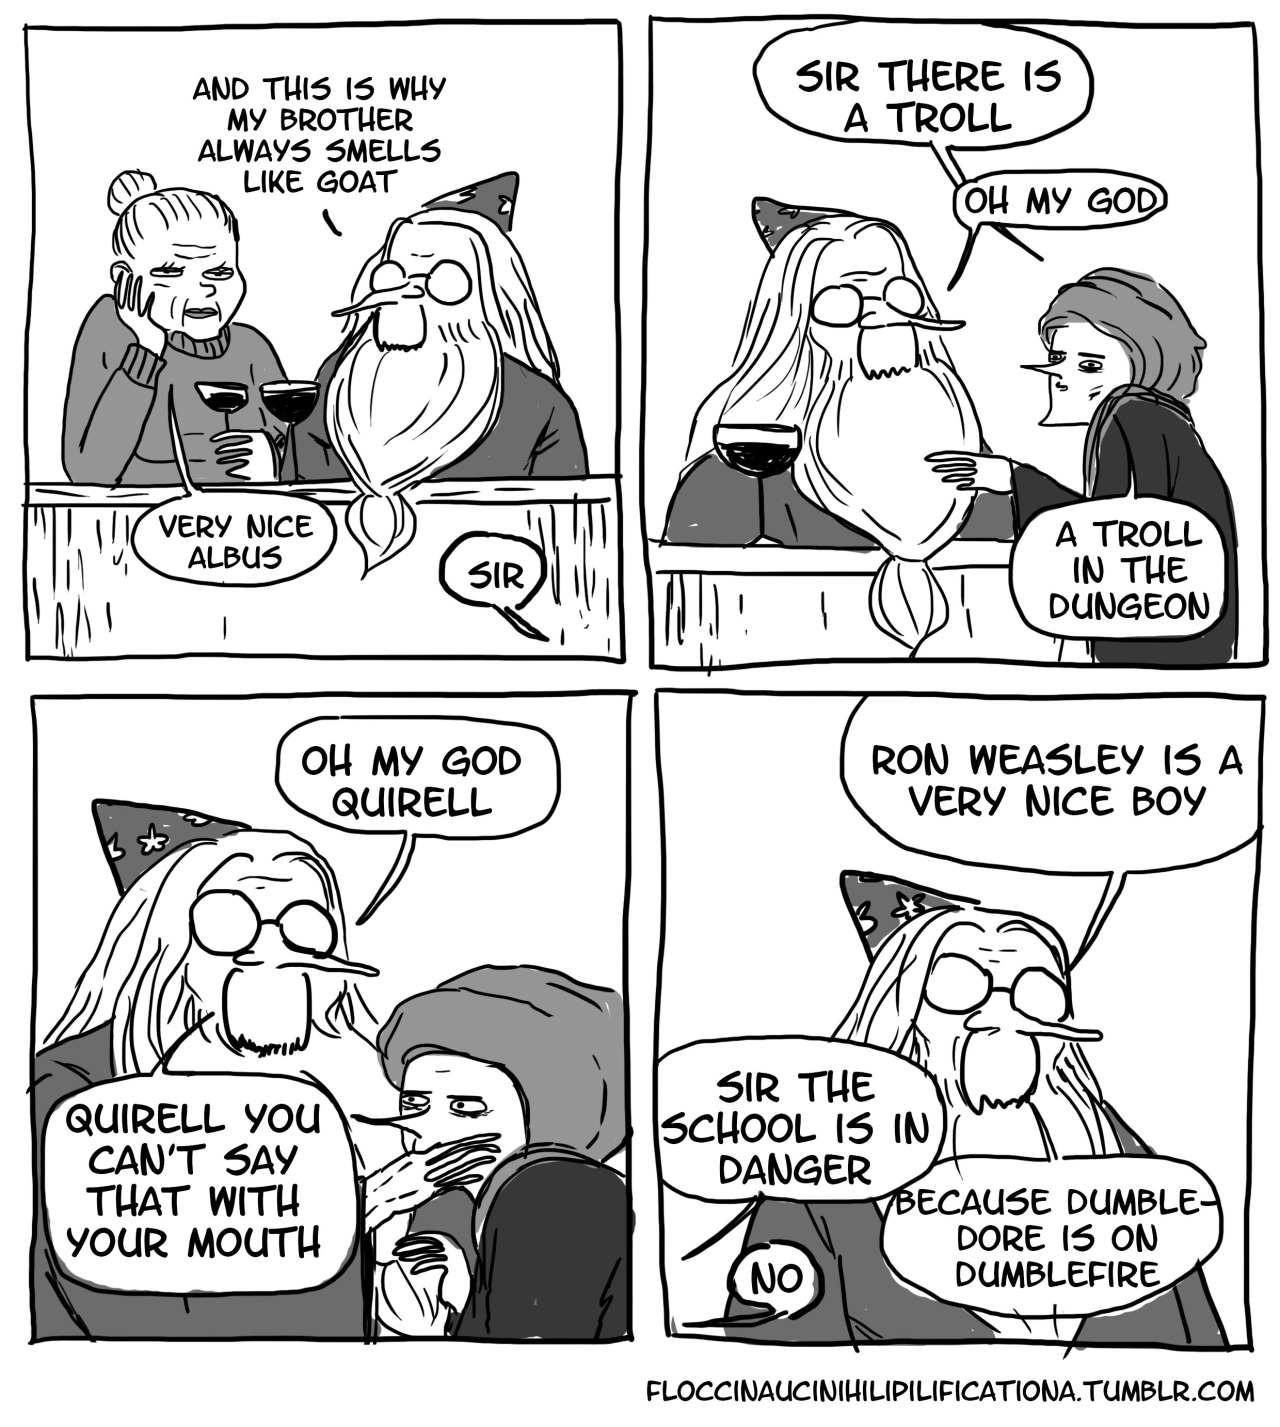 AND THIS IS WHY
MY BROTHER
ALWAYS SMELLS
LIKE GOAT
VERY NICE
ALBUS
SIR
SIR THERE IS
A TROLL
OH MY GOD
A TROLL
IN THE
DUNGEON
OH MY GOD
QUIRELL
QUIRELL YOU
CAN'T SAY
THAT WITH
YOUR MOUTH
RON WEASLEY IS A
VERY NICE BOY
SIR THE
SCHOOL IS IN
DANGER
BECAUSE DUMBLE-
DORE IS ON
DUMBLEFIRE
NO
FLOCCINAUCINIHILIPILIFICATIONA.TUMBLR.COM